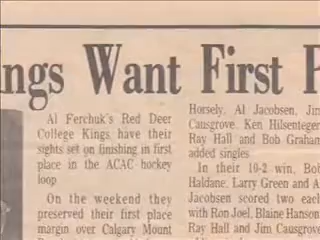 ngs Want First P
Al Ferchuk's Red Deer
College Kings have their
sights set on finishing in first
place in the ACAC hockey
loop
On the weekend they
preserved their first place
margin over Calgary Mount
Horsely, Al Jacobsen, Jim
Causgrove, Ken Hilsenteger
Ray Hall and Bob Graham
added singles
In their 10-2 win, Bob
Haldane, Larry Green and A
Jacobsen scored two each
with Ron Joel, Blaine Hanson
Ray Hall and Jim Causgrove